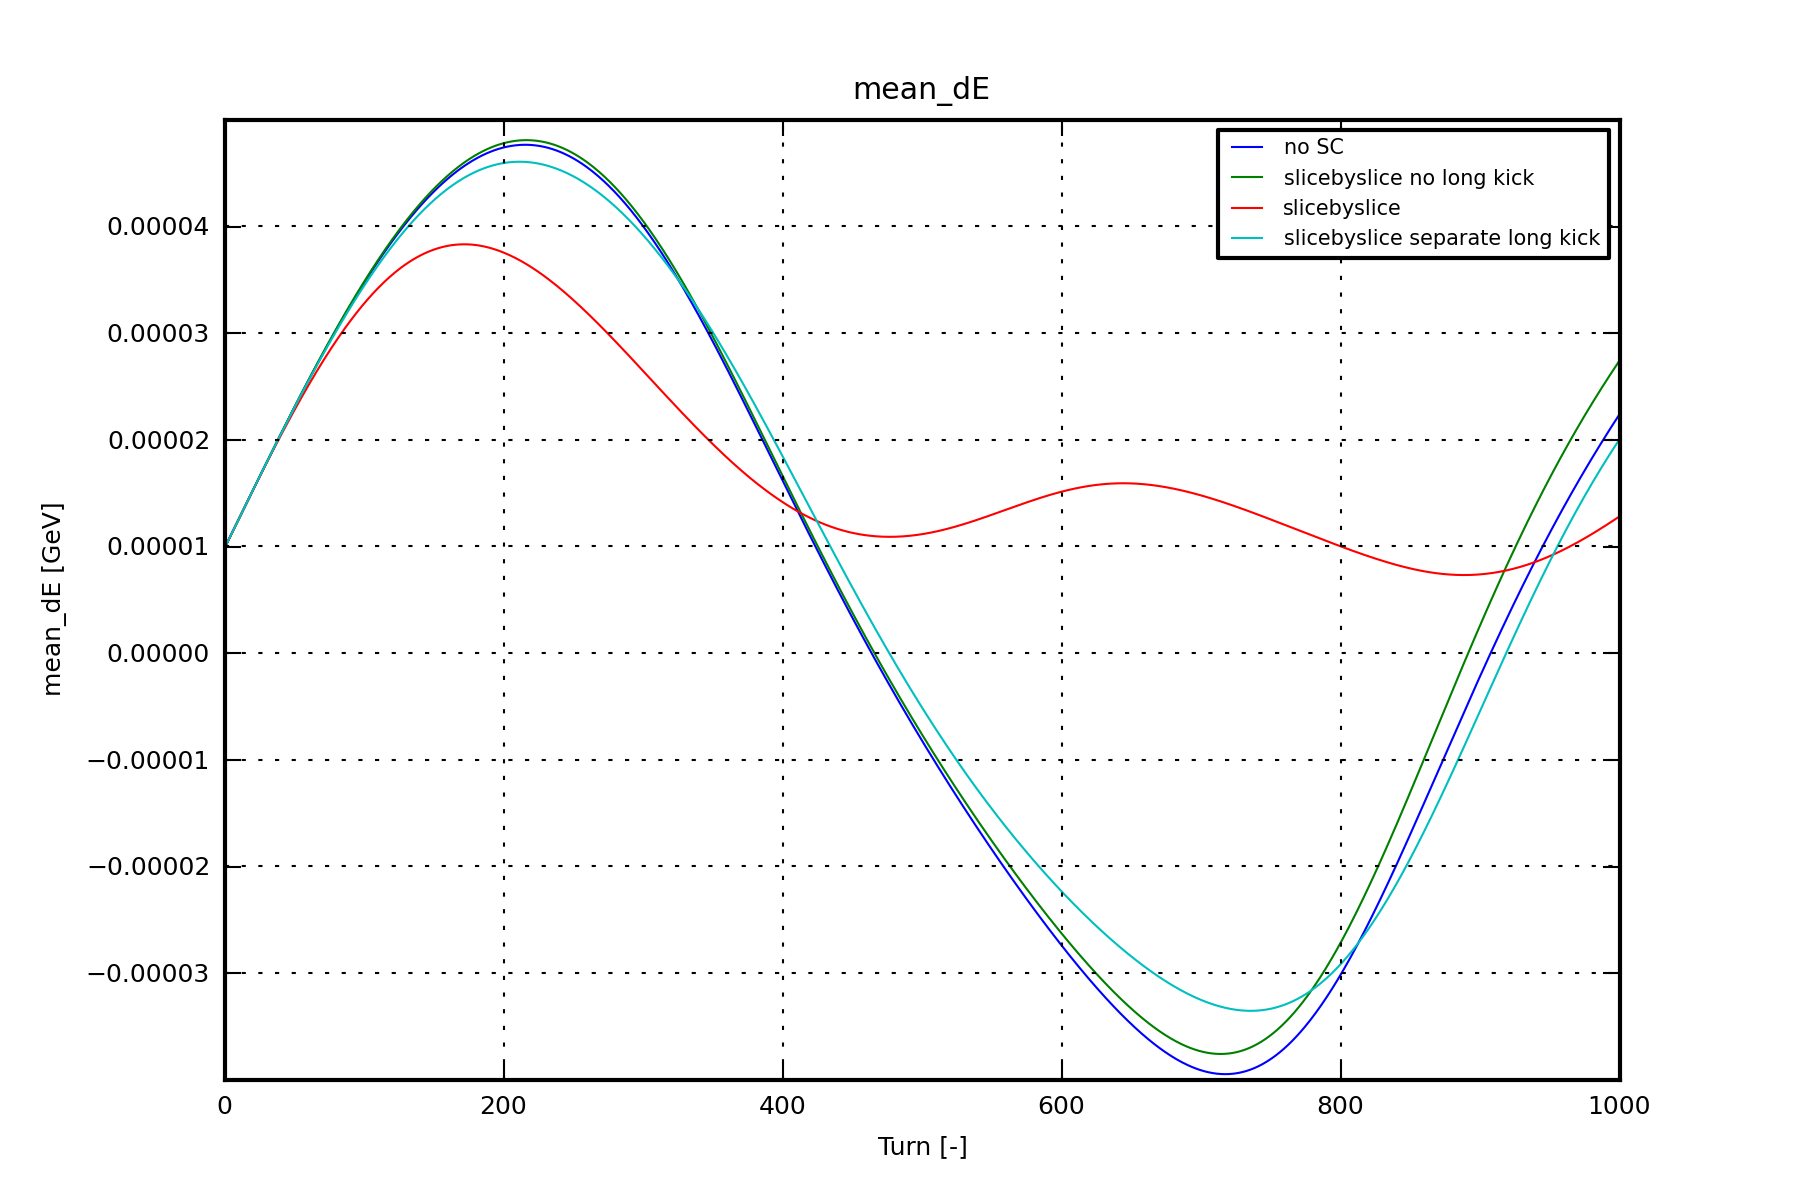 mean_dE
no SC
slicebyslice no long kick
slicebyslice
slicebyslice separate long kick
0.00004
0.00003
0.00002
0.00001
0.00000
−0.00001
−0.00002
−0.00003
mean_dE [GeV]
0 200 400 600 800 1000
Turn [-]